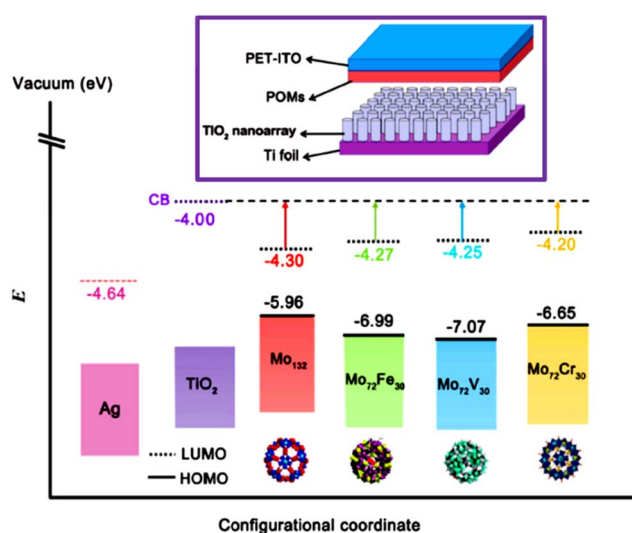 PET-ITO
POMs
TiO₂ nanoarray
Ti foil
Vacuum (eV)
CB
-4.00
-4.30
-4.27
-4.25
-4.20
-4.64
E
-5.96
-6.99
-7.07
-6.65
Ag
TiO₂
Mo₁₃₂
Mo₇₂Fe₃₀
Mo₇₂V₃₀
Mo₇₂Cr₃₀
LUMO
HOMO
Configurational coordinate